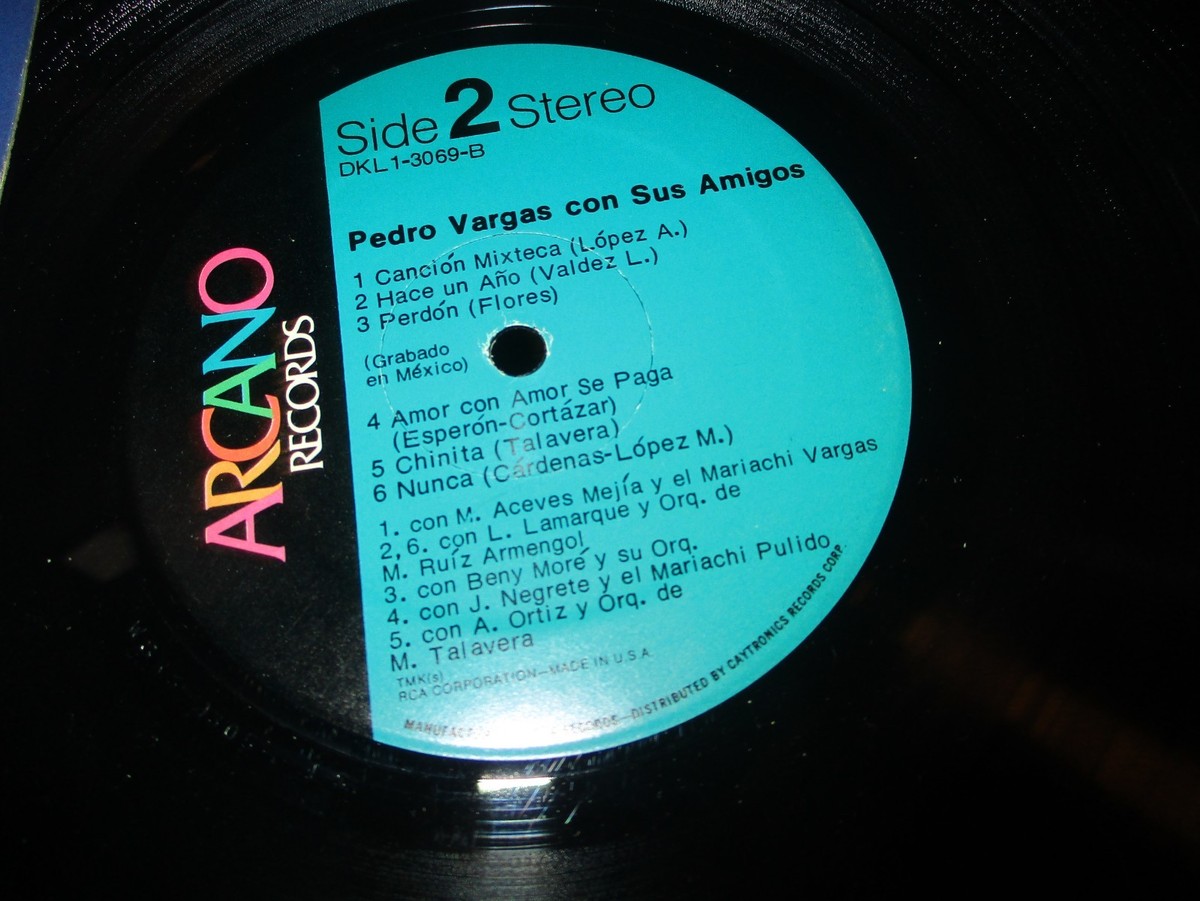 ARCANO
RECORDS
Side 2 Stereo
DKL1-3069-B
Pedro Vargas con Sus Amigos
1 Canción Mixteca (López A.)
2 Hace un Año (Valdez L.)
3 Perdón (Flores)
(Grabado
en México)
4 Amor con Amor Se Paga
(Esperón-Cortázar)
5 Chinita (Talavera)
6 Nunca (Cárdenas-López M.)
1. con M. Aceves Mejía y el Mariachi Vargas
2,6. con L. Lamarque y Orq. de
M. Ruíz Armengol
3. con Beny Moré y su Orq.
4. con J. Negrete y el Mariachi Pulido
5. con A. Ortiz y Orq. de
M. Talavera
TMK(s)
RCA CORPORATION—MADE IN U.S.A.
RECORDS—DISTRIBUTED BY CAYTRONICS RECORDS CORP.